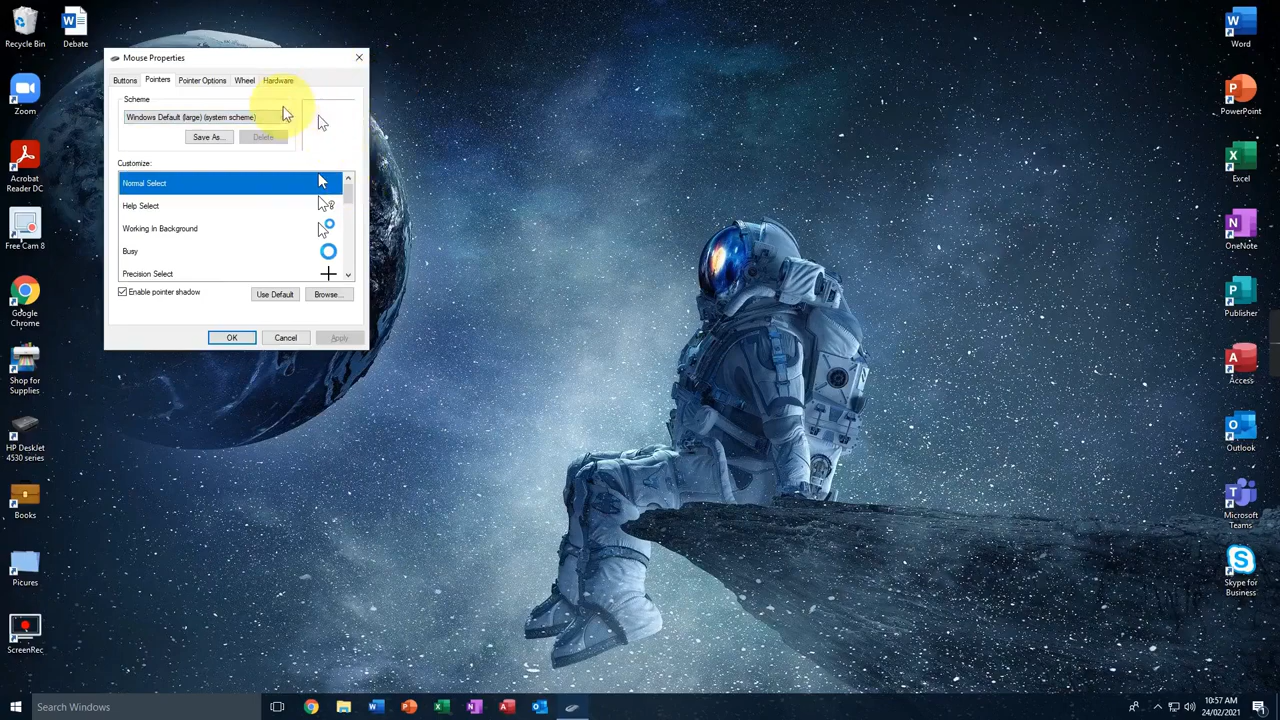 Recycle Bin
Debate
Zoom
Acrobat
Reader DC
Free Cam 8
Google
Chrome
Shop for
Supplies
HP DeskJet
4530 series
Books
Picures
ScreenRec
Mouse Properties
Buttons
Pointers
Pointer Options
Wheel
Hardware
Scheme
Windows Default (large) (system scheme)
Save As...
Delete
Customize:
Normal Select
Help Select
Working In Background
Busy
Precision Select
Enable pointer shadow
Use Default
Browse...
OK
Cancel
Apply
Word
PowerPoint
Excel
OneNote
Publisher
Access
Outlook
Microsoft
Teams
Skype for
Business
Search Windows
10:57 AM
24/02/2021